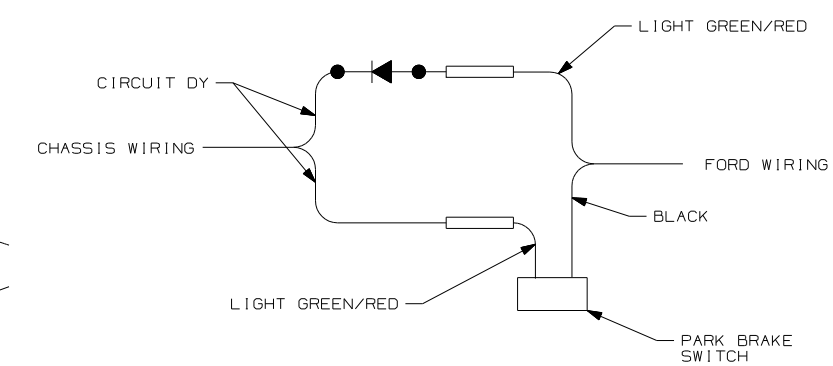 LIGHT GREEN/RED
CIRCUIT DY
CHASSIS WIRING
FORD WIRING
BLACK
LIGHT GREEN/RED
PARK BRAKE
SWITCH